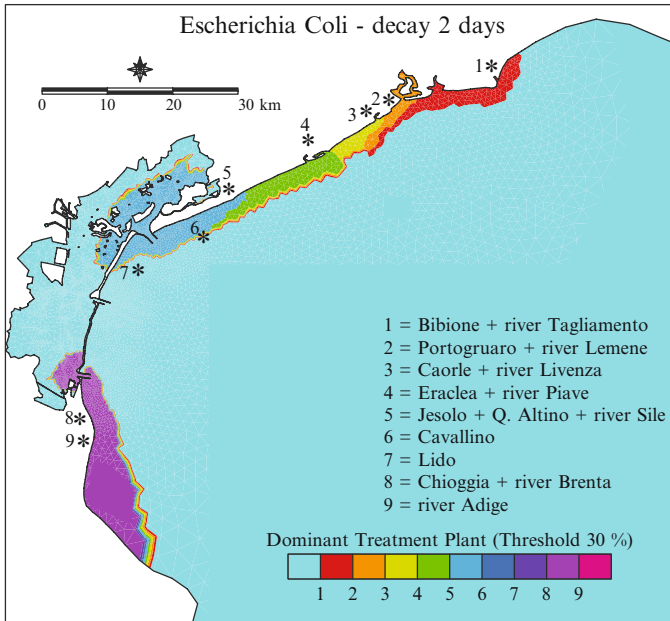 Escherichia Coli - decay 2 days
0 10 20 30 km
1 *
2 *
3 *
4
*
5
*
6 *
7 *
8 *
9 *
1 = Bibione + river Tagliamento
2 = Portogruaro + river Lemene
3 = Caorle + river Livenza
4 = Eraclea + river Piave
5 = Jesolo + Q. Altino + river Sile
6 = Cavallino
7 = Lido
8 = Chioggia + river Brenta
9 = river Adige
Dominant Treatment Plant (Threshold 30 %)
1 2 3 4 5 6 7 8 9